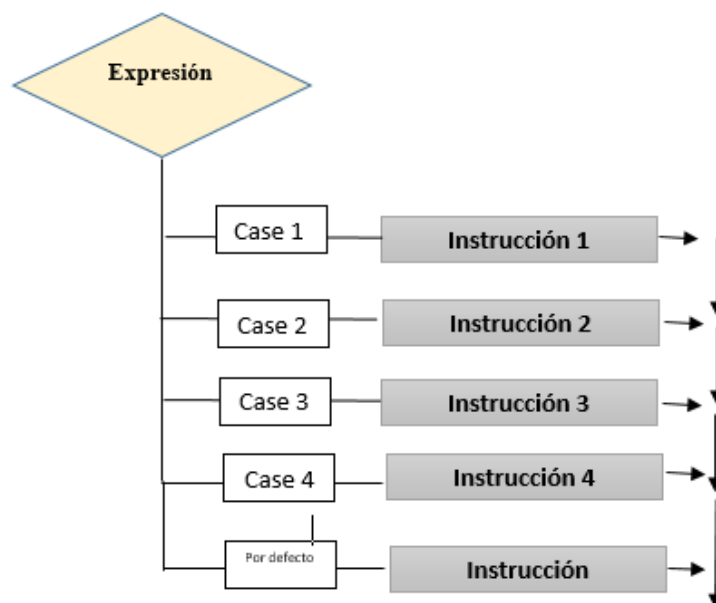 Expresión
Case 1
Instrucción 1
Case 2
Instrucción 2
Case 3
Instrucción 3
Case 4
Instrucción 4
Por defecto
Instrucción